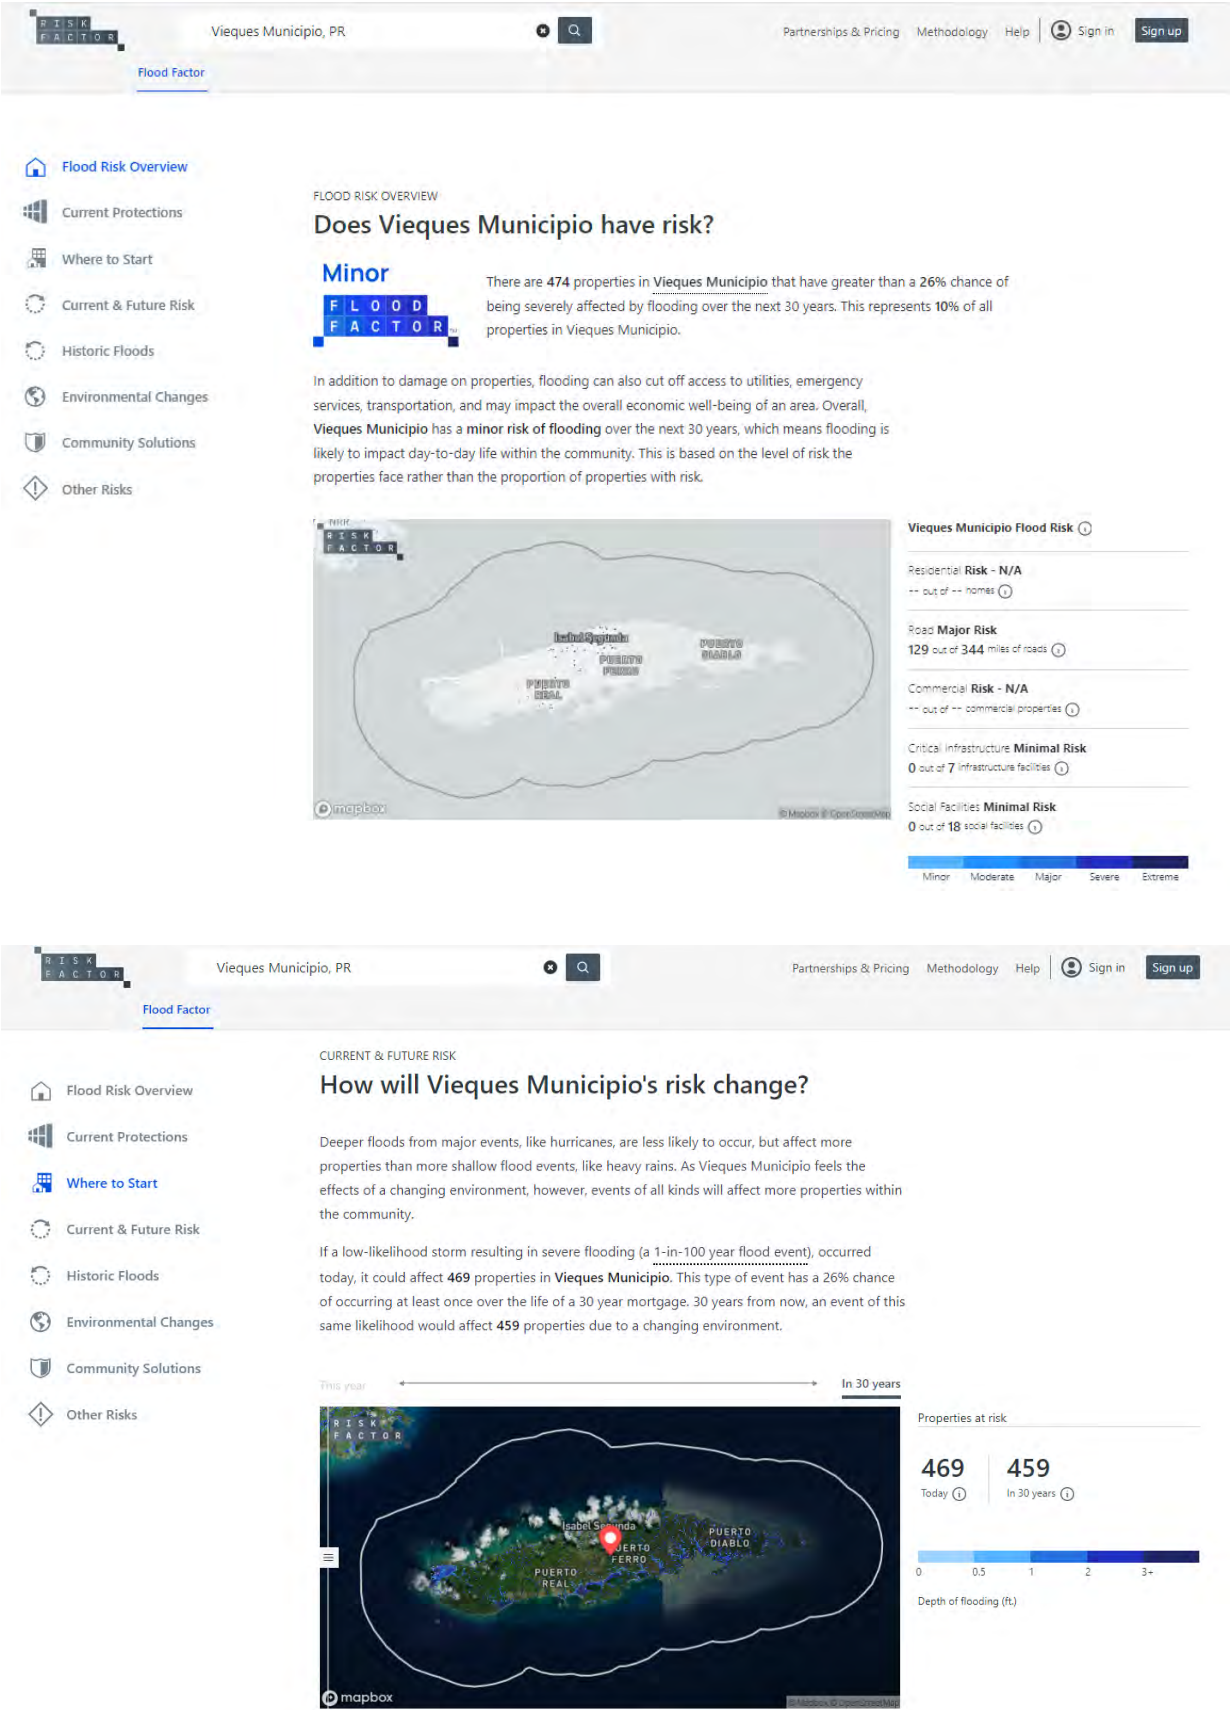 RISK
FACTOR
Vieques Municipio, PR
Partnerships & Pricing
Methodology
Help
Sign in
Sign up
Flood Factor
Flood Risk Overview
Current Protections
Where to Start
Current & Future Risk
Historic Floods
Environmental Changes
Community Solutions
Other Risks
FLOOD RISK OVERVIEW
Does Vieques Municipio have risk?
Minor
FLOOD
FACTOR
There are 474 properties in Vieques Municipio that have greater than a 26% chance of
being severely affected by flooding over the next 30 years. This represents 10% of all
properties in Vieques Municipio.
In addition to damage on properties, flooding can also cut off access to utilities, emergency
services, transportation, and may impact the overall economic well-being of an area. Overall,
Vieques Municipio has a minor risk of flooding over the next 30 years, which means flooding is
likely to impact day-to-day life within the community. This is based on the level of risk the
properties face rather than the proportion of properties with risk.
RISK
FACTOR
Isabel Segunda
PUERTO
FERRO
PUERTO
DIABLO
PUERTO
REAL
mapbox
© Mapbox © OpenStreetMap
Vieques Municipio Flood Risk
Residential Risk - N/A
-- out of -- homes
Road Major Risk
129 out of 344 miles of roads
Commercial Risk - N/A
-- out of -- commercial properties
Critical Infrastructure Minimal Risk
0 out of 7 infrastructure facilities
Social Facilities Minimal Risk
0 out of 18 social facilities
Minor Moderate Major Severe Extreme
RISK
FACTOR
Vieques Municipio, PR
Partnerships & Pricing
Methodology
Help
Sign in
Sign up
Flood Factor
Flood Risk Overview
Current Protections
Where to Start
Current & Future Risk
Historic Floods
Environmental Changes
Community Solutions
Other Risks
CURRENT & FUTURE RISK
How will Vieques Municipio's risk change?
Deeper floods from major events, like hurricanes, are less likely to occur, but affect more
properties than more shallow flood events, like heavy rains. As Vieques Municipio feels the
effects of a changing environment, however, events of all kinds will affect more properties within
the community.
If a low-likelihood storm resulting in severe flooding (a 1-in-100 year flood event), occurred
today, it could affect 469 properties in Vieques Municipio. This type of event has a 26% chance
of occurring at least once over the life of a 30 year mortgage. 30 years from now, an event of this
same likelihood would affect 459 properties due to a changing environment.
This year
In 30 years
RISK
FACTOR
Isabel Segunda
PUERTO
DIABLO
FERRO
PUERTO
REAL
mapbox
© Mapbox © OpenStreetMap
Properties at risk
469
Today
459
In 30 years
0 0.5 1 2 3+
Depth of flooding (ft.)